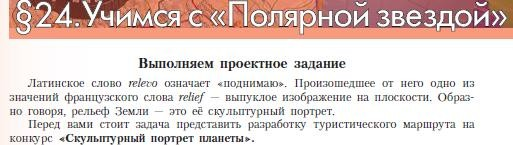 §24. Учимся с «Полярной звездой»
Выполняем проектное задание
Латинское слово relevo означает «поднимаю». Произошедшее от него одно из
значений французского слова relief — выпуклое изображение на плоскости. Образ-
но говоря, рельеф Земли — это её скульптурный портрет.
Перед вами стоит задача представить разработку туристического маршрута на
конкурс «Скульптурный портрет планеты».